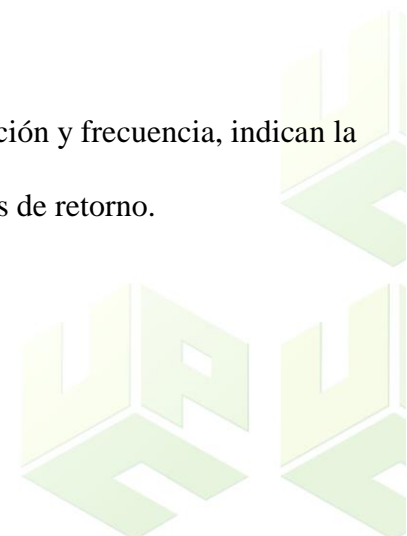 ción y frecuencia, indican la
s de retorno.